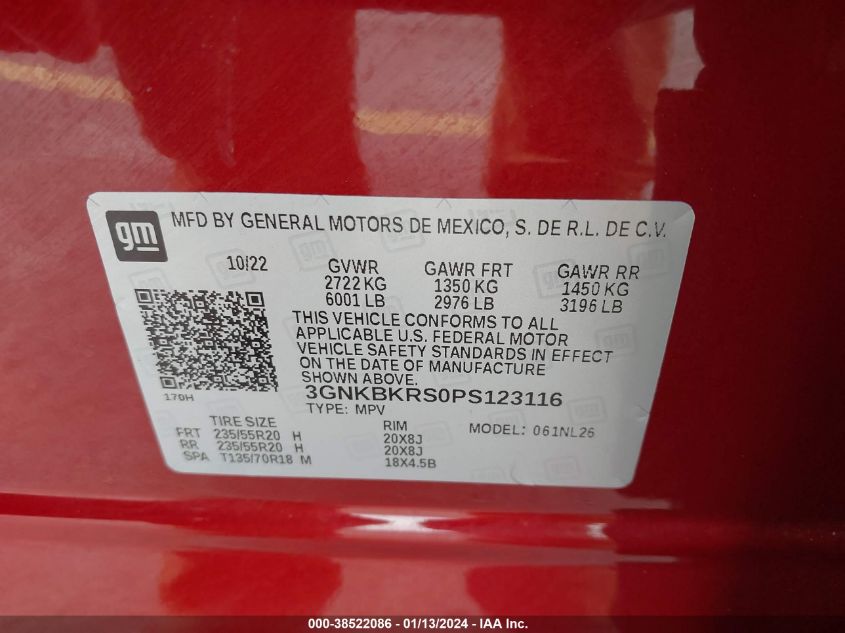 gm MFD BY GENERAL MOTORS DE MEXICO, S. DE R.L. DE C.V.
10/22 GVWR GAWR FRT GAWR RR
2722 KG 1350 KG 1450 KG
6001 LB 2976 LB 3196 LB
THIS VEHICLE CONFORMS TO ALL
APPLICABLE U.S. FEDERAL MOTOR
VEHICLE SAFETY STANDARDS IN EFFECT
ON THE DATE OF MANUFACTURE
SHOWN ABOVE.
170H 3GNKBKRS0PS123116
TYPE: MPV
TIRE SIZE RIM MODEL: 061NL26
FRT 235/55R20 H 20X8J
RR 235/55R20 H 20X8J
SPA T135/70R18 M 18X4.5B
000-38522086 - 01/13/2024 - IAA Inc.